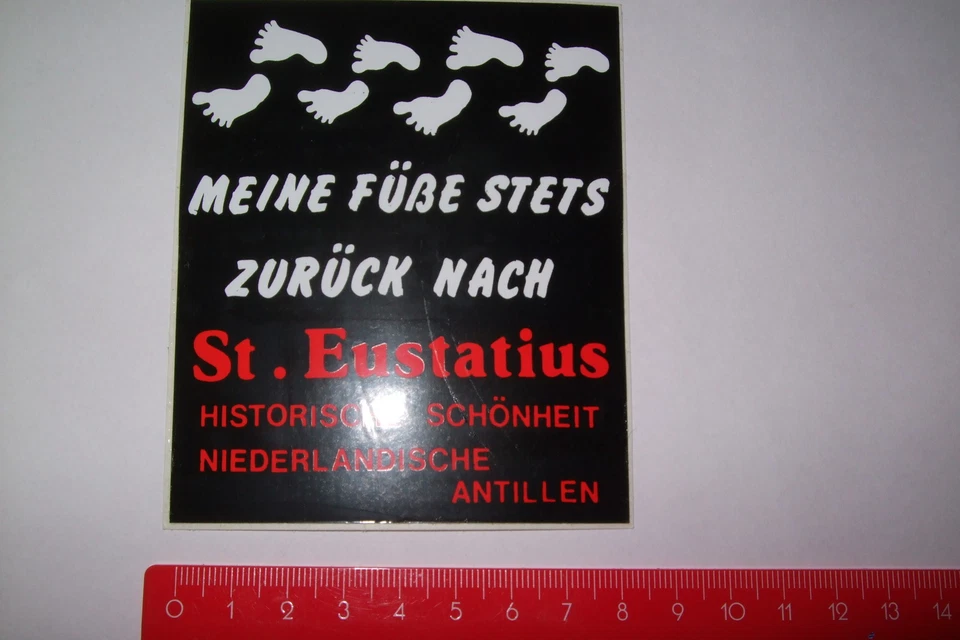 MEINE FÜßE STETS
ZURÜCK NACH
St. Eustatius
HISTORISCHE SCHÖNHEIT
NIEDERLANDISCHE
ANTILLEN
0 1 2 3 4 5 6 7 8 9 10 11 12 13 14